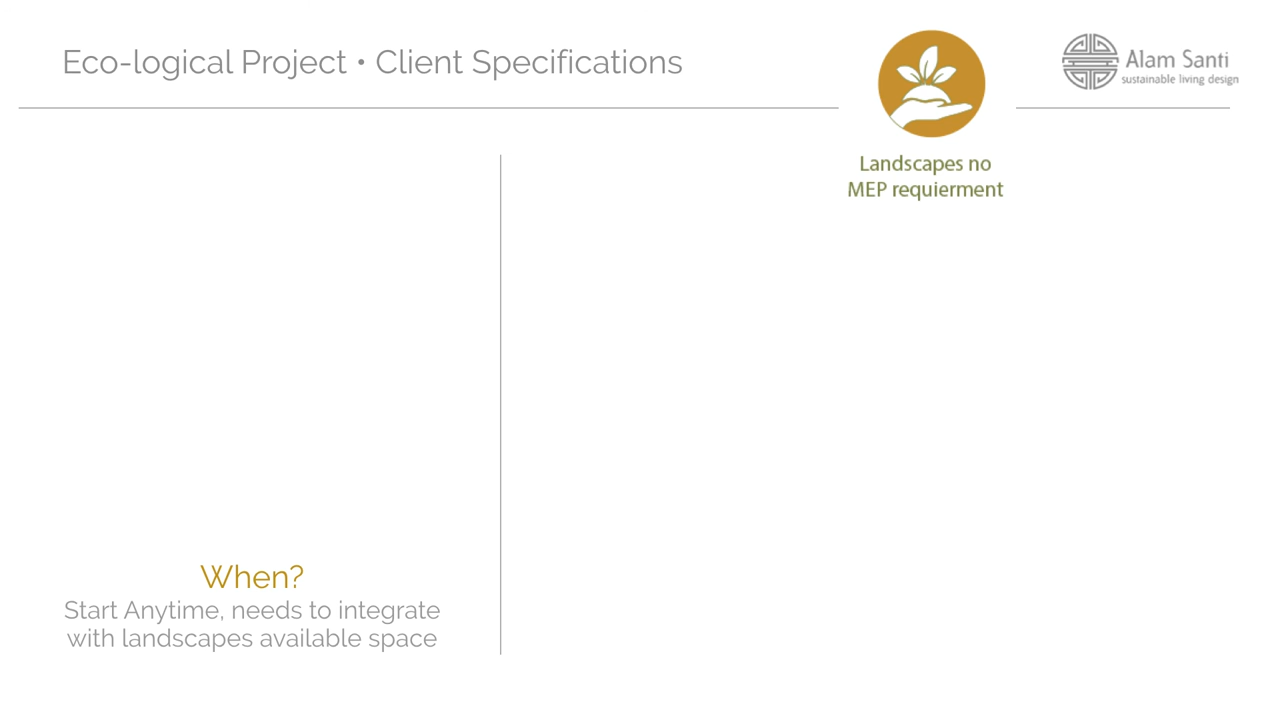 Eco-logical Project • Client Specifications
Alam Santi
sustainable living design
Landscapes no
MEP requierment
When?
Start Anytime, needs to integrate
with landscapes available space